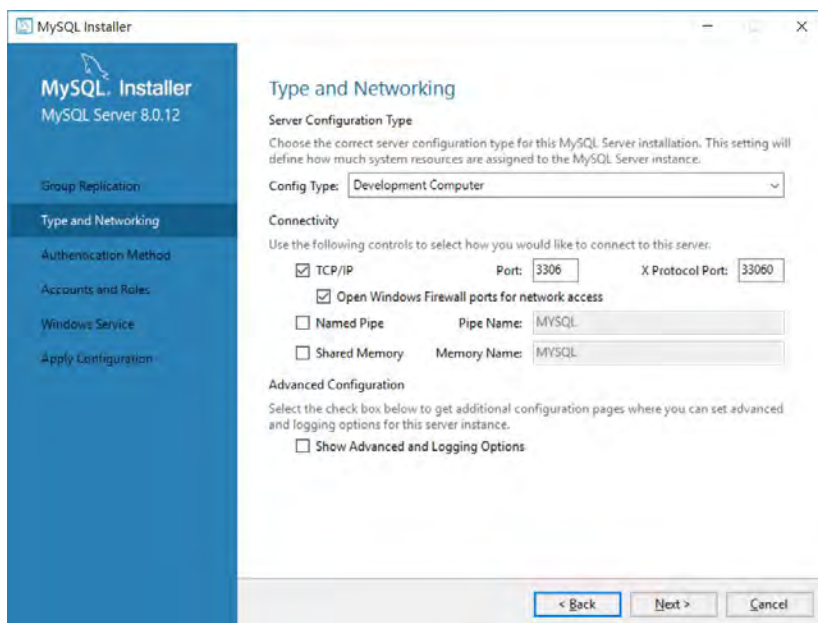 MySQL Installer
MySQL. Installer
MySQL Server 8.0.12
Group Replication
Type and Networking
Authentication Method
Accounts and Roles
Windows Service
Apply Configuration
Type and Networking
Server Configuration Type
Choose the correct server configuration type for this MySQL Server installation. This setting will
define how much system resources are assigned to the MySQL Server instance.
Config Type: Development Computer
Connectivity
Use the following controls to select how you would like to connect to this server.
TCP/IP Port: 3306 X Protocol Port: 33060
Open Windows Firewall ports for network access
Named Pipe Pipe Name: MYSQL
Shared Memory Memory Name: MYSQL
Advanced Configuration
Select the check box below to get additional configuration pages where you can set advanced
and logging options for this server instance.
Show Advanced and Logging Options
< Back Next > Cancel